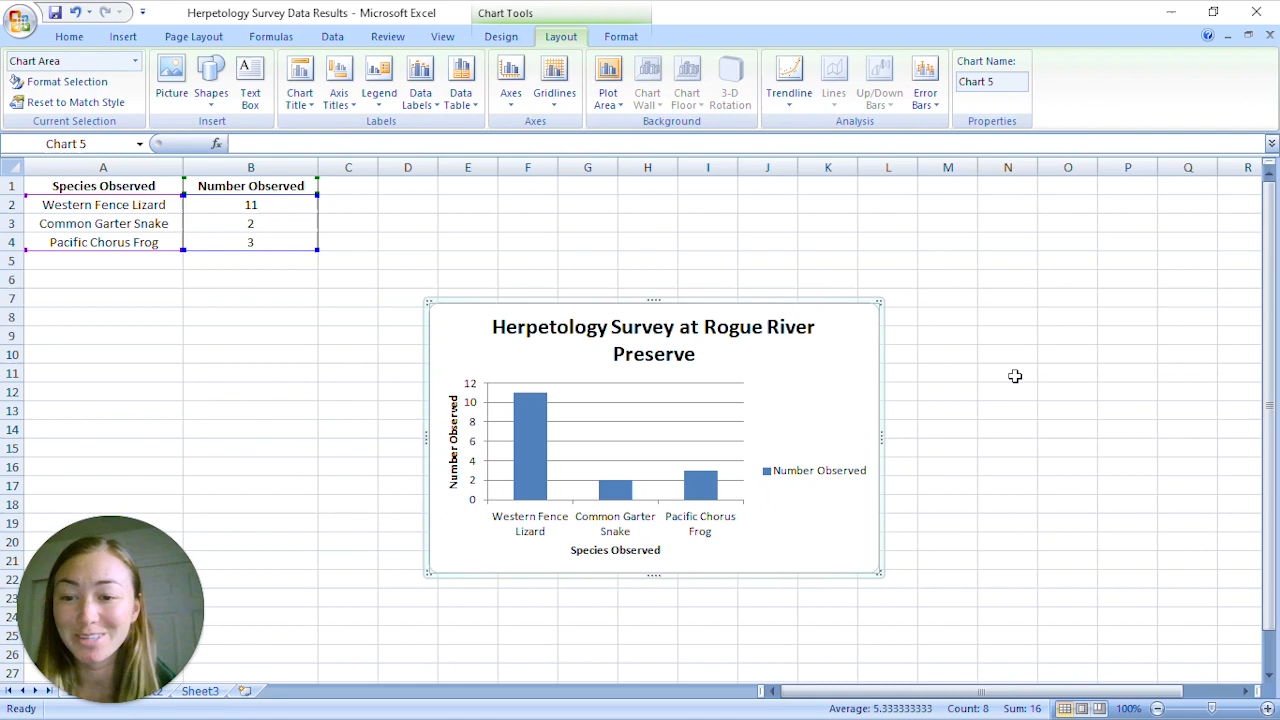 Herpetology Survey Data Results - Microsoft Excel
Chart Tools
Home Insert Page Layout Formulas Data Review View Design Layout Format
Chart Area
Format Selection
Reset to Match Style
Current Selection
Picture Shapes Text Box
Insert
Chart Title Axis Titles Legend Data Labels Data Table
Labels
Axes Gridlines
Axes
Plot Area Chart Wall Chart Floor 3-D Rotation
Background
Trendline Lines Up/Down Bars Error Bars
Analysis
Chart Name:
Chart 5
Properties
Chart 5 fx
A B C D E F G H I J K L M N O P Q R
1 Species Observed Number Observed
2 Western Fence Lizard 11
3 Common Garter Snake 2
4 Pacific Chorus Frog 3
5
6
7
8
9
10
11
12
13
14
15
16
17
18
19
20
21
22
23
24
25
26
27
Herpetology Survey at Rogue River
Preserve
12
10
8
6
4
2
0
Number Observed
Western Fence Lizard
Common Garter Snake
Pacific Chorus Frog
Species Observed
Number Observed
Sheet3
Ready Average: 5.333333333 Count: 8 Sum: 16 100%